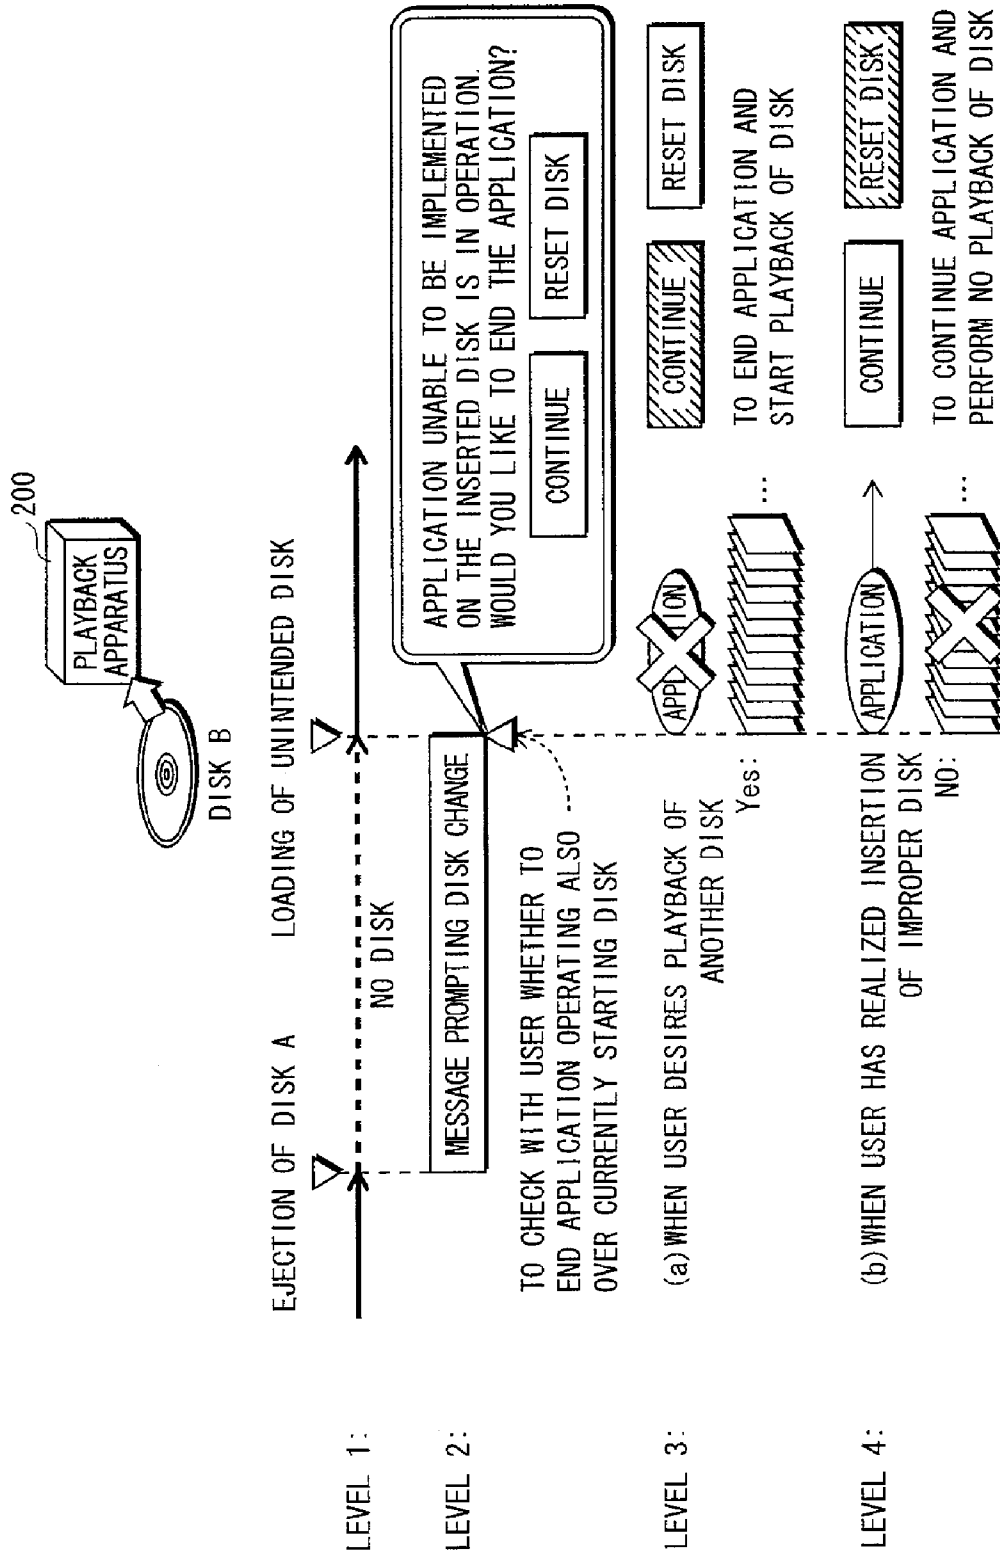 200
PLAYBACK
APPARATUS
DISK B
EJECTION OF DISK A
LOADING OF UNINTENDED DISK
LEVEL 1:
NO DISK
LEVEL 2:
MESSAGE PROMPTING DISK CHANGE
APPLICATION UNABLE TO BE IMPLEMENTED
ON THE INSERTED DISK IS IN OPERATION.
WOULD YOU LIKE TO END THE APPLICATION?
CONTINUE
RESET DISK
TO CHECK WITH USER WHETHER TO
END APPLICATION OPERATING ALSO
OVER CURRENTLY STARTING DISK
LEVEL 3:
(a)WHEN USER DESIRES PLAYBACK OF
ANOTHER DISK
Yes:
APPLICATION
...
CONTINUE
RESET DISK
TO END APPLICATION AND
START PLAYBACK OF DISK
LEVEL 4:
(b)WHEN USER HAS REALIZED INSERTION
OF IMPROPER DISK
NO:
APPLICATION
...
CONTINUE
RESET DISK
TO CONTINUE APPLICATION AND
PERFORM NO PLAYBACK OF DISK